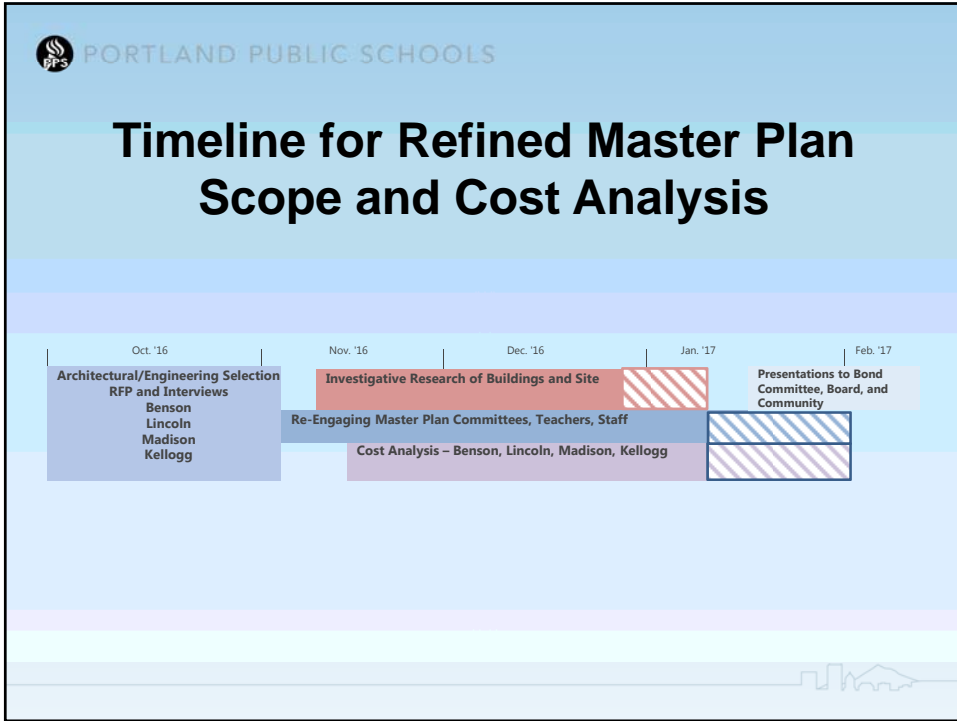 PPS PORTLAND PUBLIC SCHOOLS
Timeline for Refined Master Plan
Scope and Cost Analysis
Oct. '16 Nov. '16 Dec. '16 Jan. '17 Feb. '17
Architectural/Engineering Selection
RFP and Interviews
Benson
Lincoln
Madison
Kellogg
Investigative Research of Buildings and Site
Presentations to Bond
Committee, Board, and
Community
Re-Engaging Master Plan Committees, Teachers, Staff
Cost Analysis – Benson, Lincoln, Madison, Kellogg